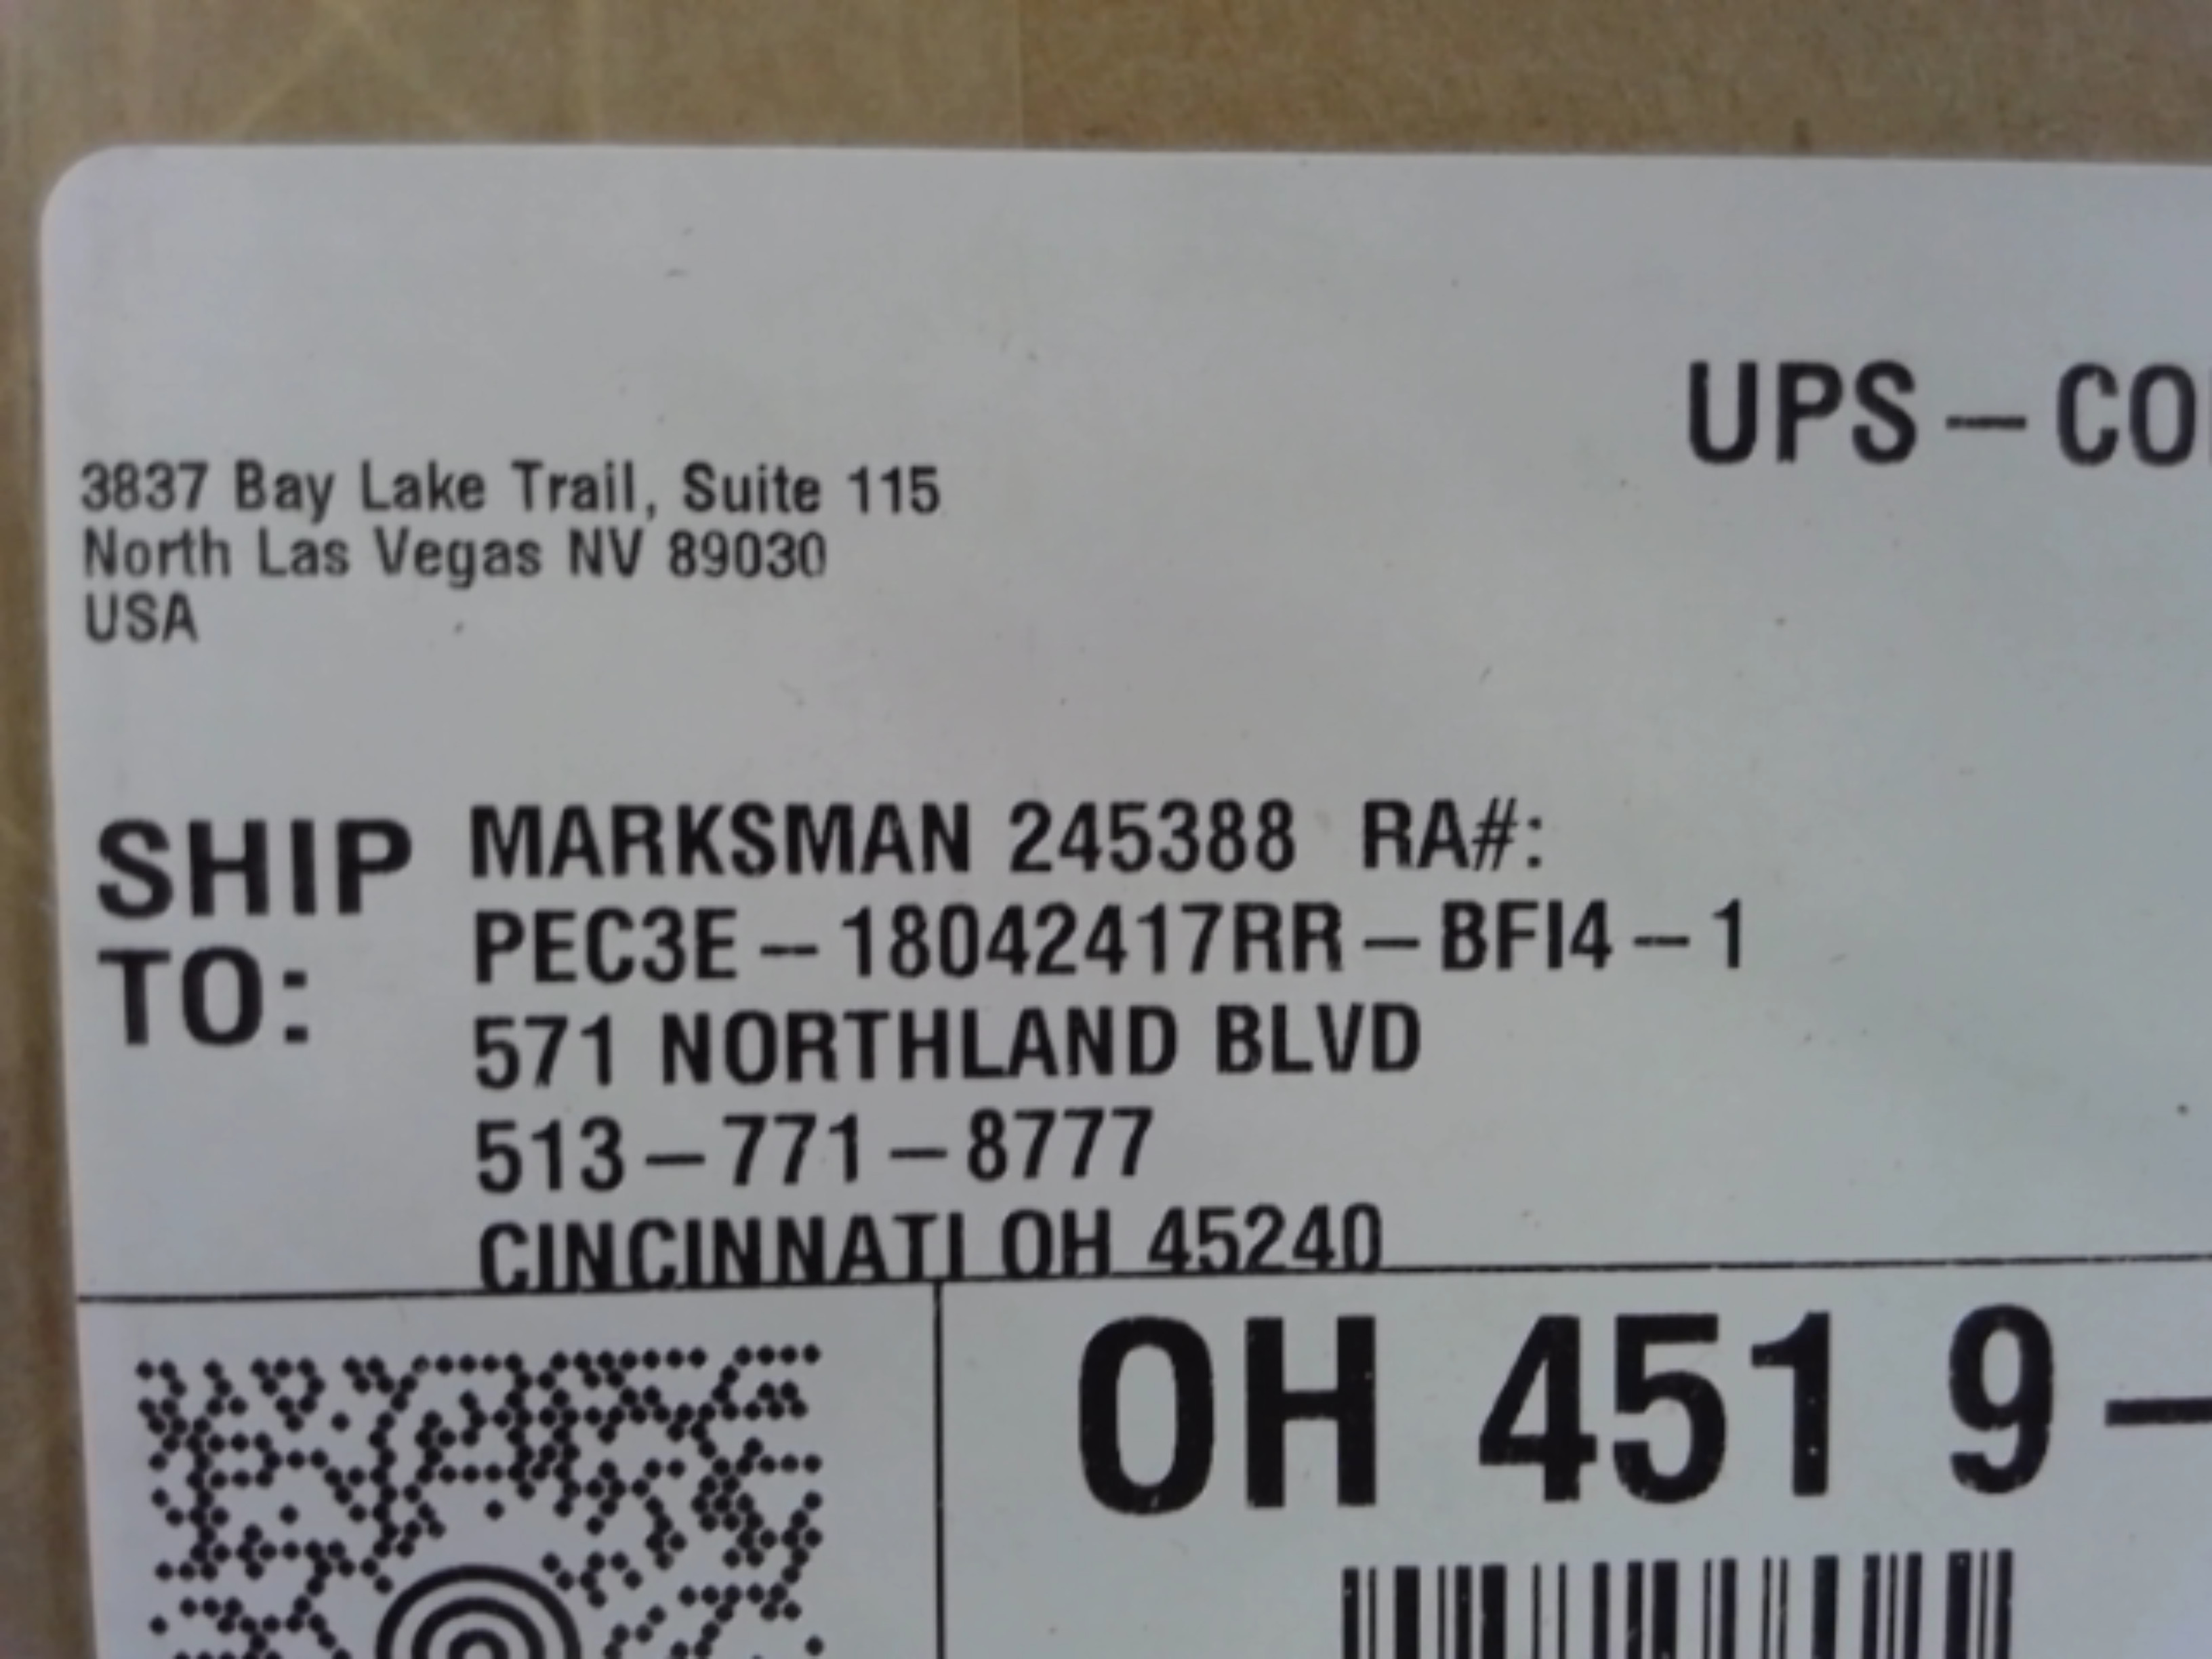 UPS – CO
3837 Bay Lake Trail, Suite 115
North Las Vegas NV 89030
USA
SHIP TO:
MARKSMAN 245388 RA#:
PEC3E – 18042417RR – BFI4 – 1
571 NORTHLAND BLVD
513 – 771 – 8777
CINCINNATI OH 45240
OH 451 9 –